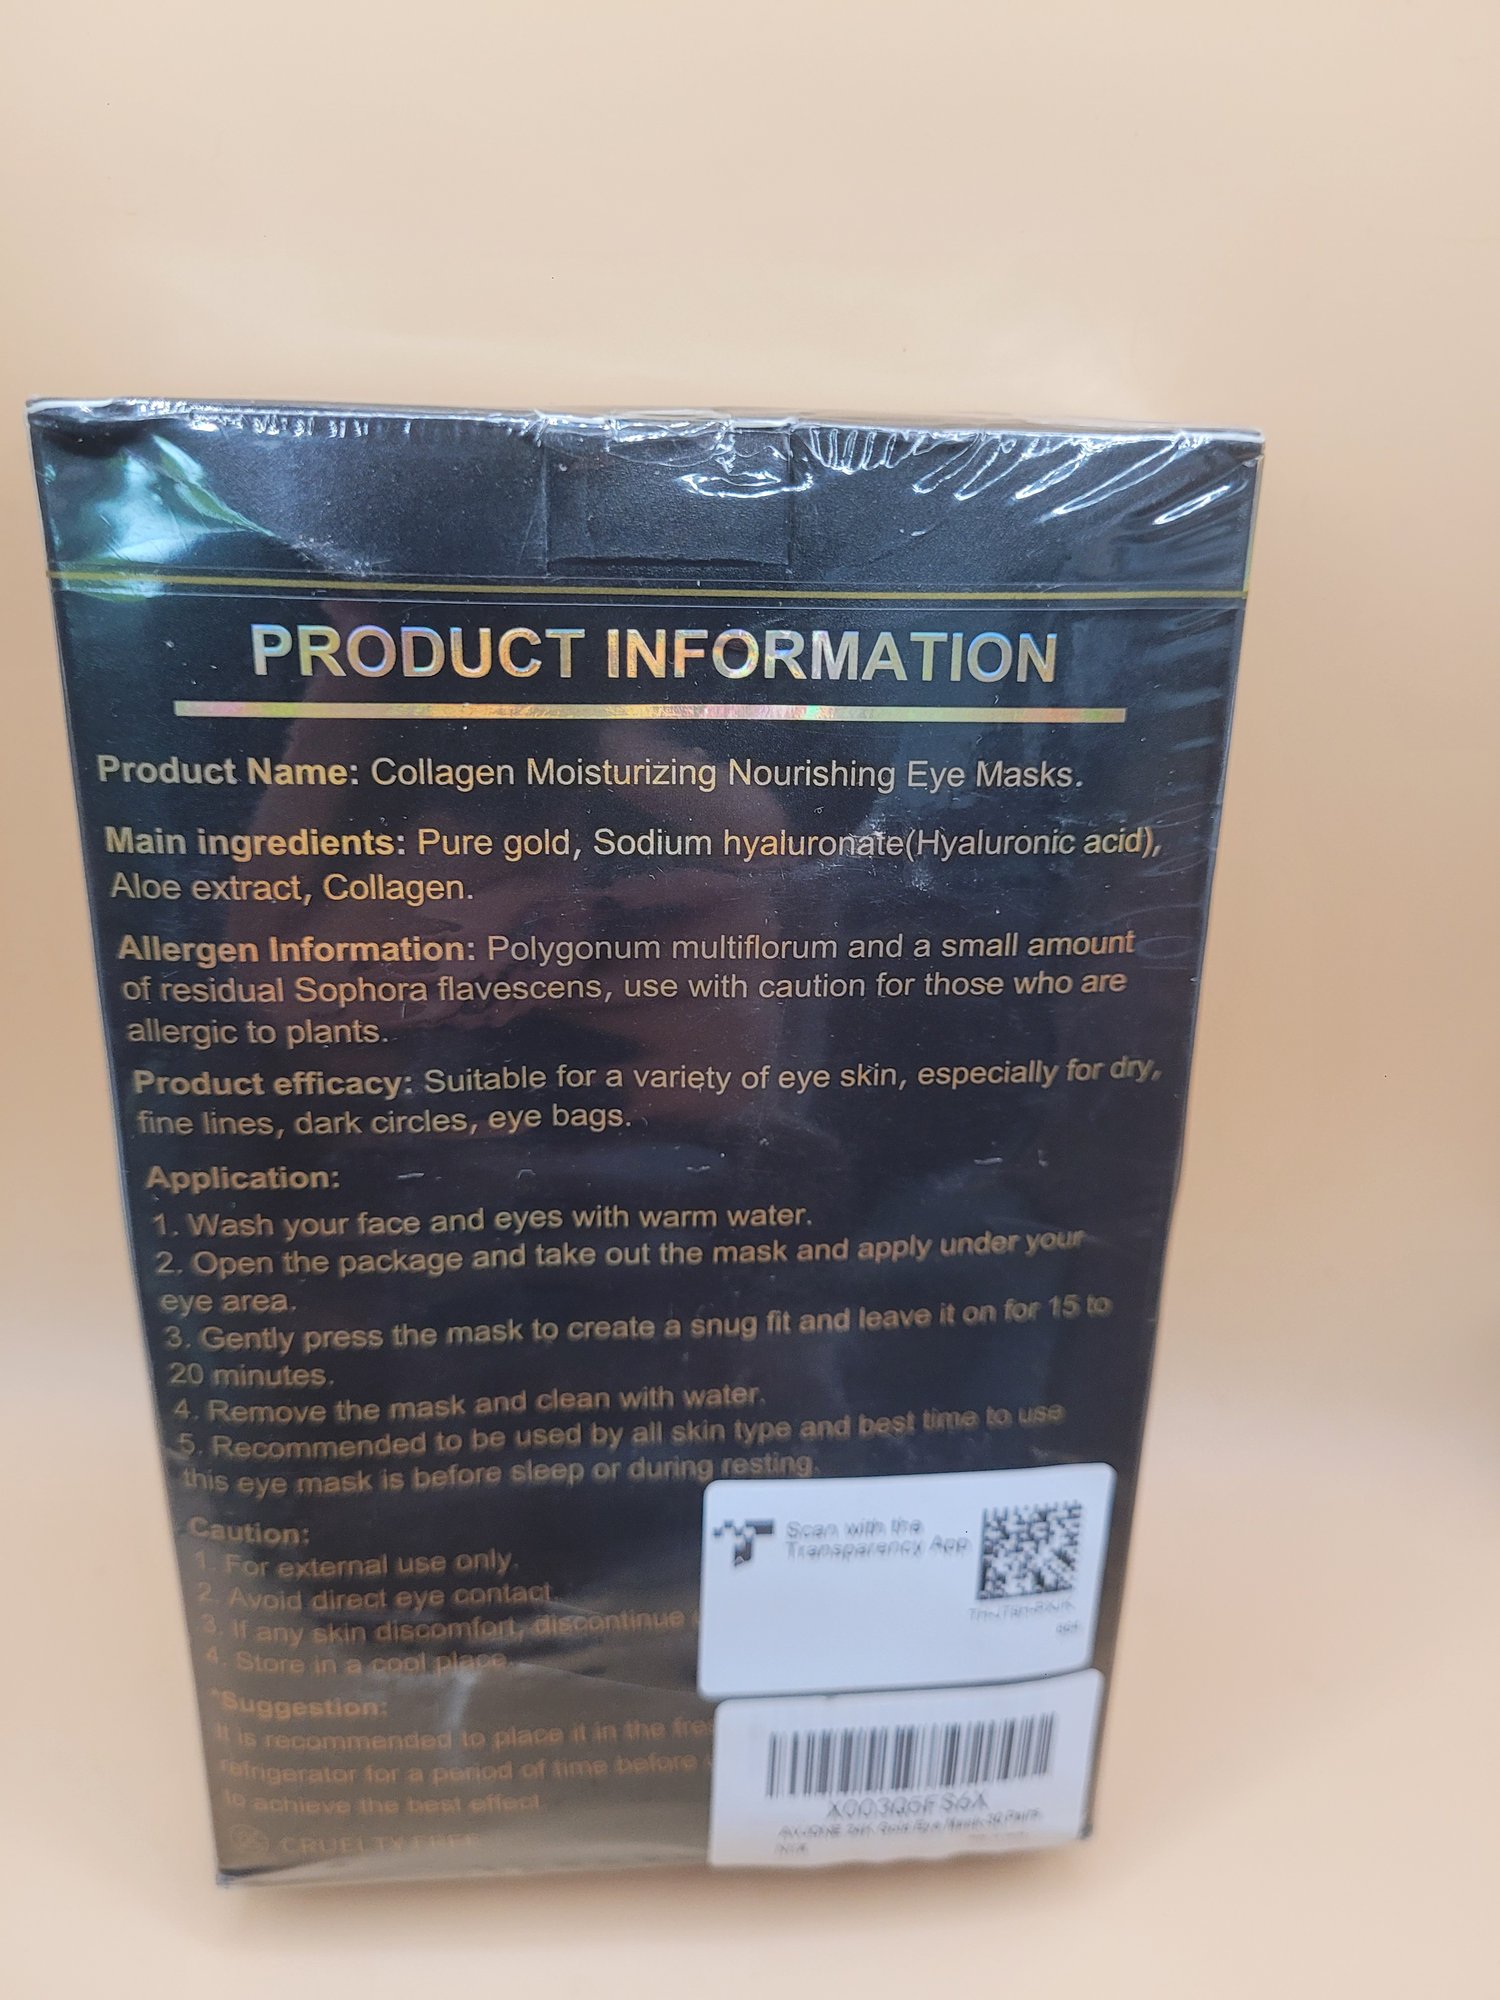 PRODUCT INFORMATION
Product Name: Collagen Moisturizing Nourishing Eye Masks.
Main ingredients: Pure gold, Sodium hyaluronate(Hyaluronic acid),
Aloe extract, Collagen.
Allergen Information: Polygonum multiflorum and a small amount
of residual Sophora flavescens, use with caution for those who are
allergic to plants.
Product efficacy: Suitable for a variety of eye skin, especially for dry,
fine lines, dark circles, eye bags.
Application:
1. Wash your face and eyes with warm water.
2. Open the package and take out the mask and apply under your
eye area.
3. Gently press the mask to create a snug fit and leave it on for 15 to
20 minutes.
4. Remove the mask and clean with water.
5. Recommended to be used by all skin type and best time to use
this eye mask is before sleep or during resting.
Caution:
1. For external use only.
2. Avoid direct eye contact.
3. If any skin discomfort, discontinue
4. Store in a cool place.
*Suggestion:
It is recommended to place it in the
refrigerator for a period of time before
to achieve the best effect.
CRUELTY FREE
Scan with the
Transparency App
Gold Eye Mask